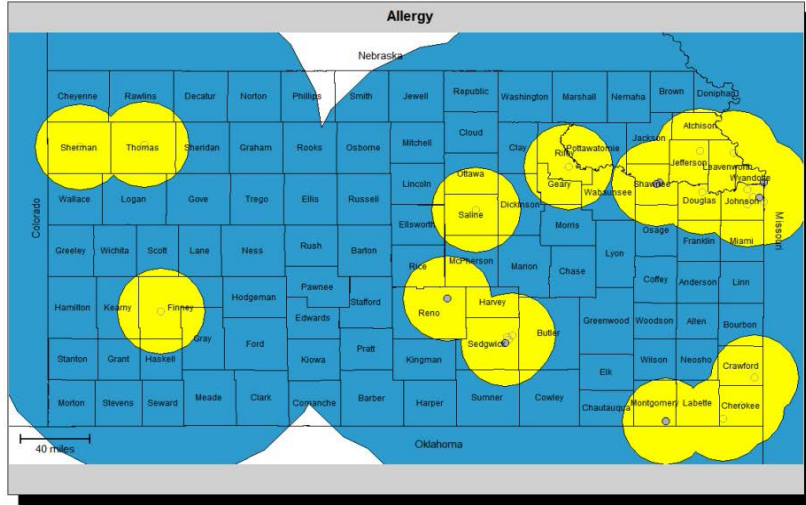 Allergy
Nebraska
Cheyenne Rawlins Decatur Norton Phillips Smith Jewell Republic Washington Marshall Nemaha Brown Doniphan
Sherman Thomas Sheridan Graham Rooks Osborne Mitchell Cloud Clay Riley Pottawatomie Jackson Atchison
Jefferson Leavenworth Wyandotte
Ottawa Geary Wabaunsee Shawnee Douglas Johnson
Wallace Logan Gove Trego Ellis Russell Lincoln Saline Dickinson
Colorado Ellsworth Morris Osage Franklin Miami Missouri
Greeley Wichita Scott Lane Ness Rush Barton Rice McPherson Marion Chase Lyon
Hamilton Kearny Finney Hodgeman Pawnee Stafford Reno Harvey Coffey Anderson Linn
Gray Ford Edwards Sedgwick Butler Greenwood Woodson Allen Bourbon
Stanton Grant Haskell Kiowa Pratt Kingman Elk Wilson Neosho Crawford
Morton Stevens Seward Meade Clark Comanche Barber Harper Sumner Cowley Chautauqua Montgomery Labette Cherokee
40 miles
Oklahoma